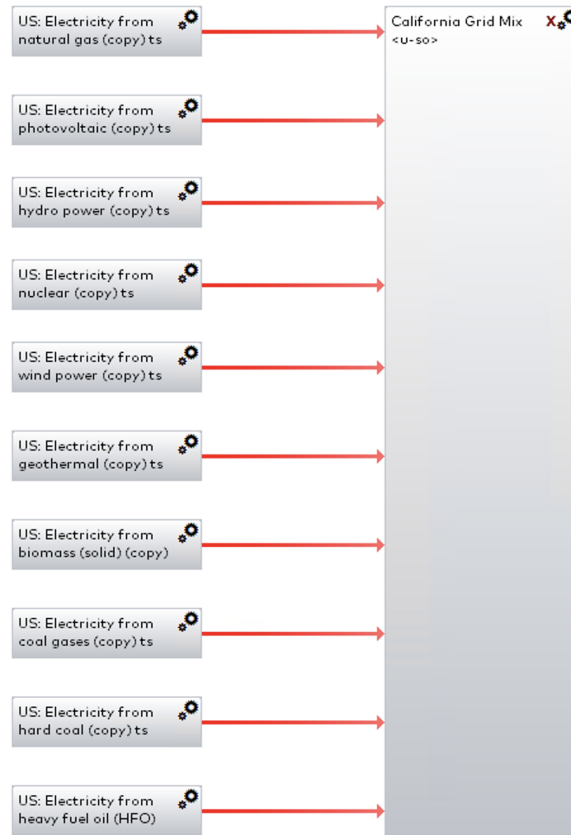 US: Electricity from
natural gas (copy) ts
California Grid Mix X
<u-so>
US: Electricity from
photovoltaic (copy) ts
US: Electricity from
hydro power (copy) ts
US: Electricity from
nuclear (copy) ts
US: Electricity from
wind power (copy) ts
US: Electricity from
geothermal (copy) ts
US: Electricity from
biomass (solid) (copy)
US: Electricity from
coal gases (copy) ts
US: Electricity from
hard coal (copy) ts
US: Electricity from
heavy fuel oil (HFO)